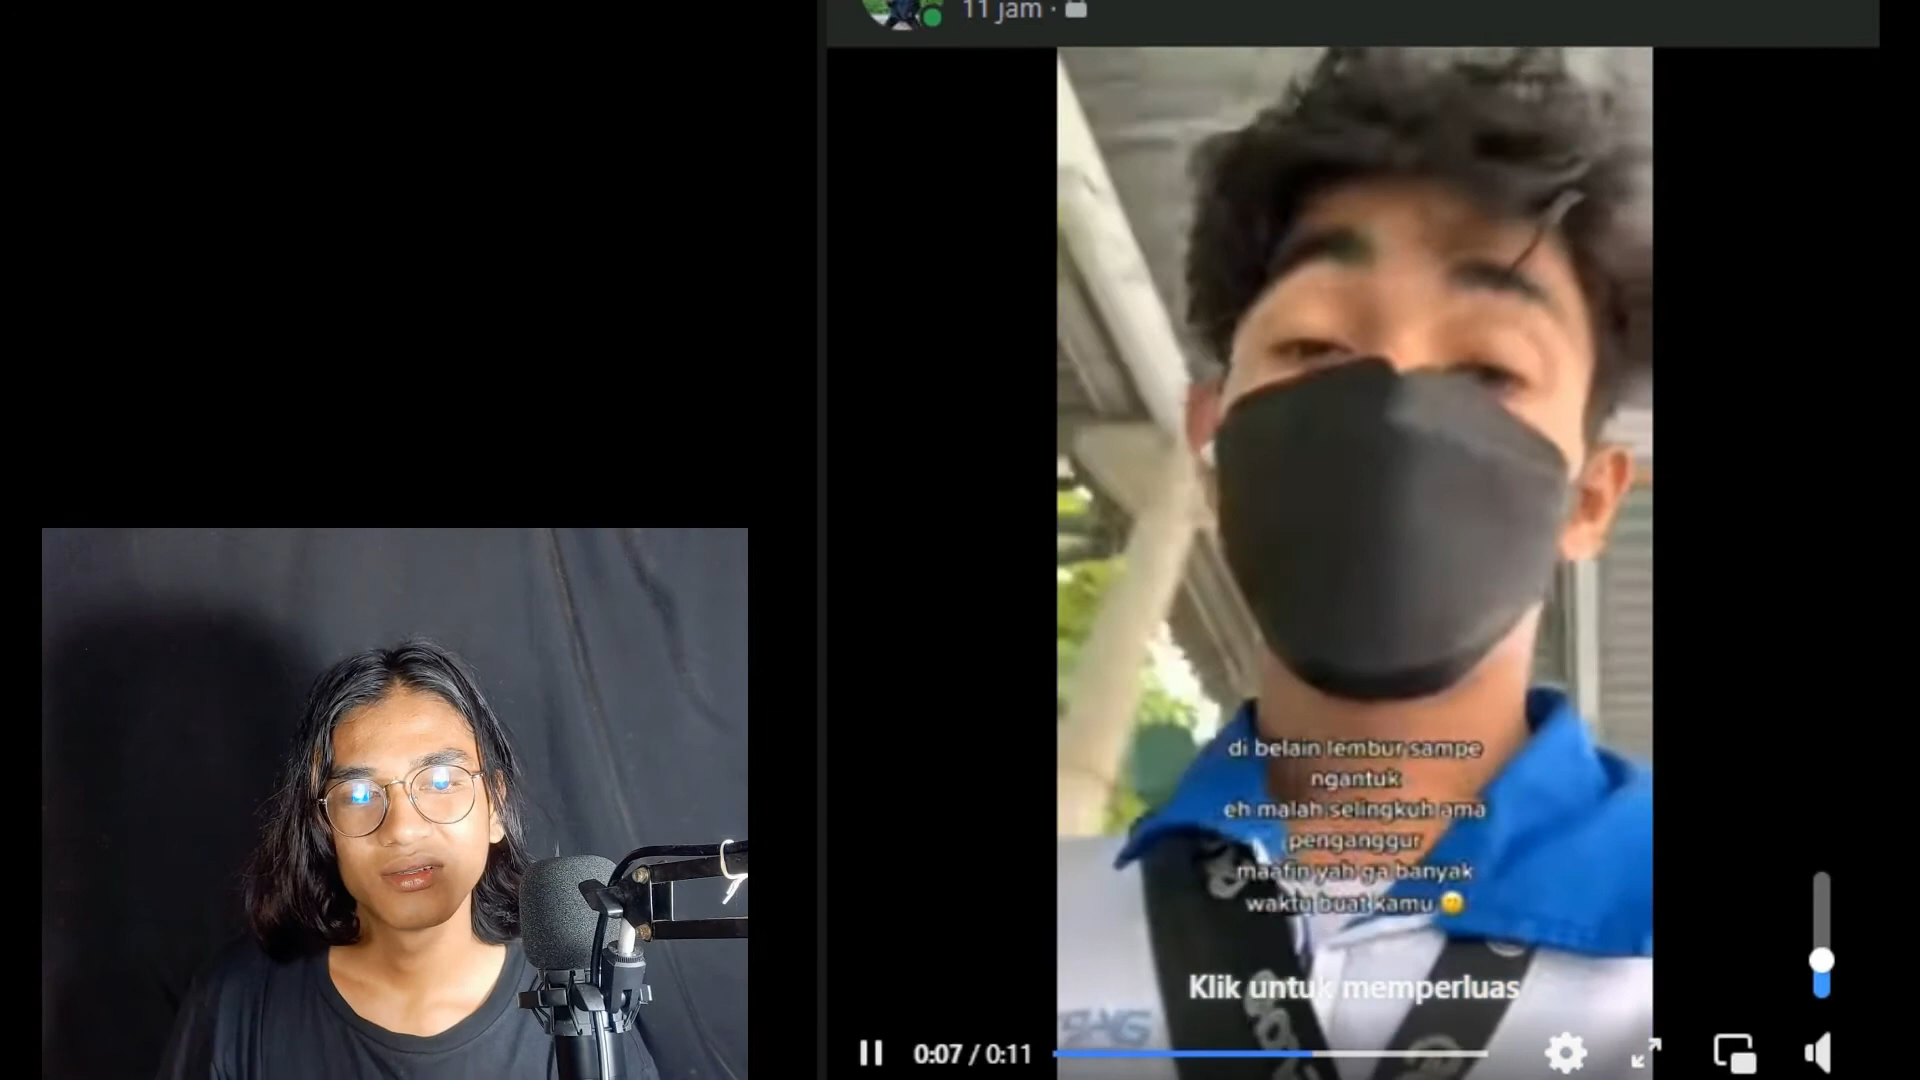 11 jam ·
di belain lembur sampe
ngantuk
eh malah selingkuh ama
penganggur
maafin yah ga banyak
waktu buat kamu
Klik untuk memperluas
0:07 / 0:11